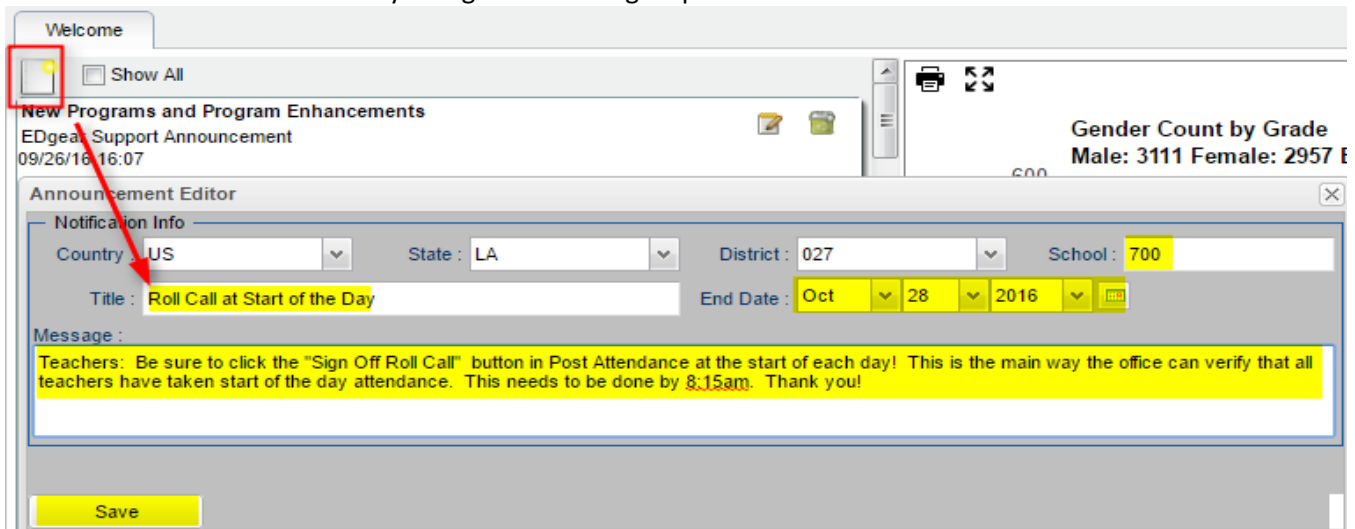 Welcome
Show All
New Programs and Program Enhancements
EDgear Support Announcement
09/26/16 16:07
Gender Count by Grade
Male: 3111 Female: 2957
600
Announcement Editor
Notification Info
Country : US State : LA District : 027 School : 700
Title : Roll Call at Start of the Day End Date : Oct 28 2016
Message :
Teachers: Be sure to click the "Sign Off Roll Call" button in Post Attendance at the start of each day! This is the main way the office can verify that all
teachers have taken start of the day attendance. This needs to be done by 8:15am. Thank you!
Save